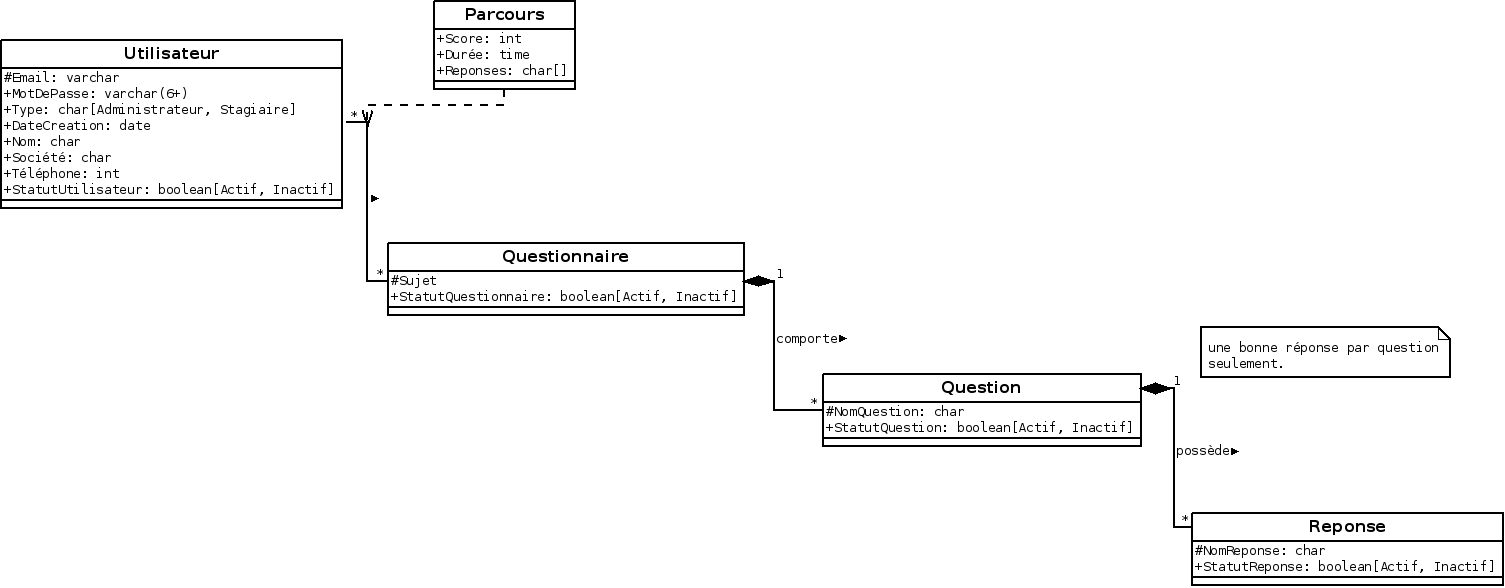 Parcours
+Score: int
+Durée: time
+Reponses: char[]
Utilisateur
#Email: varchar
+MotDePasse: varchar(6+)
+Type: char[Administrateur, Stagiaire]
+DateCreation: date
+Nom: char
+Société: char
+Téléphone: int
+StatutUtilisateur: boolean[Actif, Inactif]
*
*
Questionnaire
#Sujet
+StatutQuestionnaire: boolean[Actif, Inactif]
1
comporte
*
Question
#NomQuestion: char
+StatutQuestion: boolean[Actif, Inactif]
une bonne réponse par question
seulement.
1
possède
*
Reponse
#NomReponse: char
+StatutReponse: boolean[Actif, Inactif]